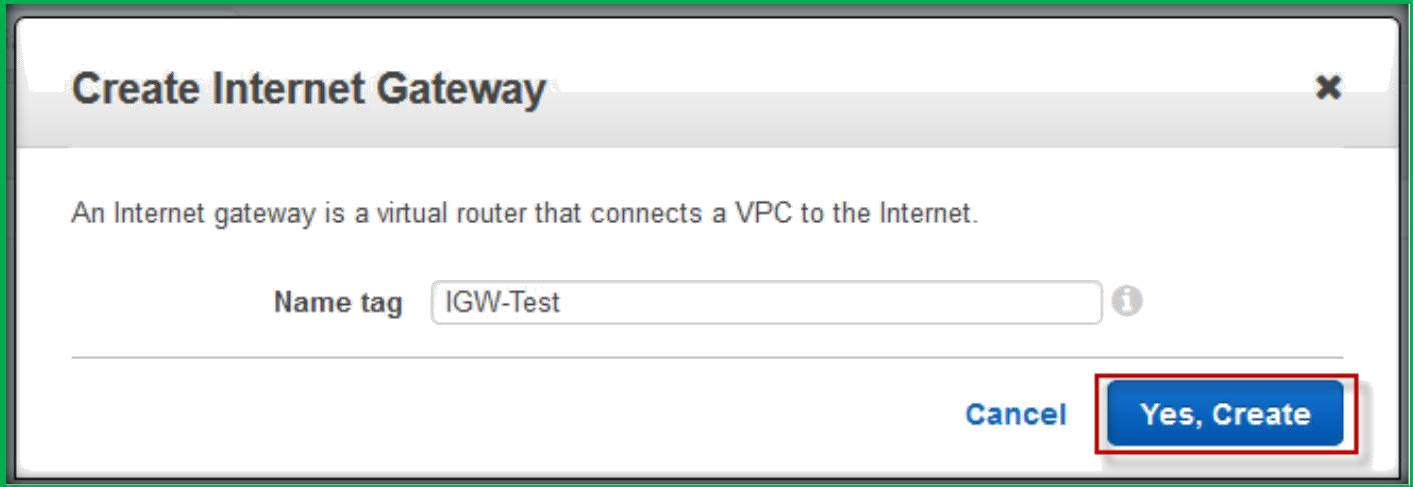 Create Internet Gateway
An Internet gateway is a virtual router that connects a VPC to the Internet.
Name tag IGW-Test
Cancel Yes, Create